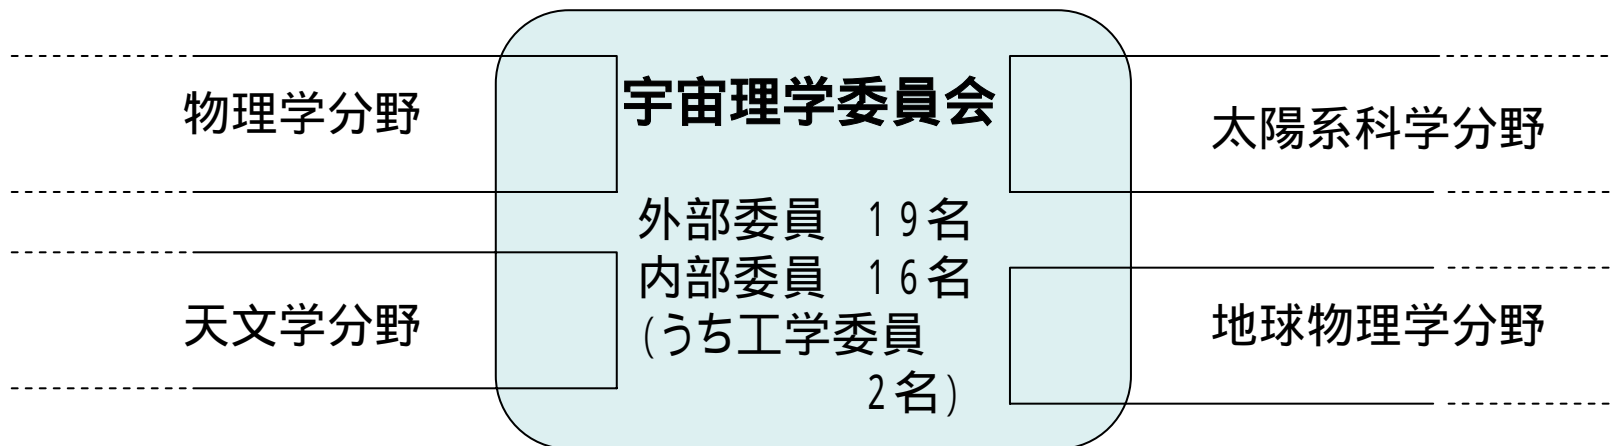 宇宙理学委員会
物理学分野
太陽系科学分野
外部委員　19名
内部委員　16名
(うち工学委員
2名)
天文学分野
地球物理学分野